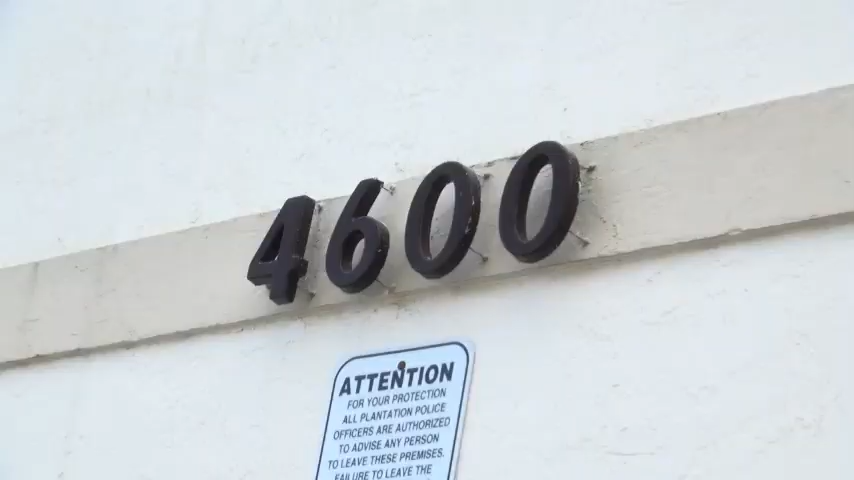 4600
ATTENTION
FOR YOUR PROTECTION
ALL PLANTATION POLICE
OFFICERS ARE AUTHORIZED
TO ADVISE ANY PERSON
TO LEAVE THESE PREMISES.
FAILURE TO LEAVE THE